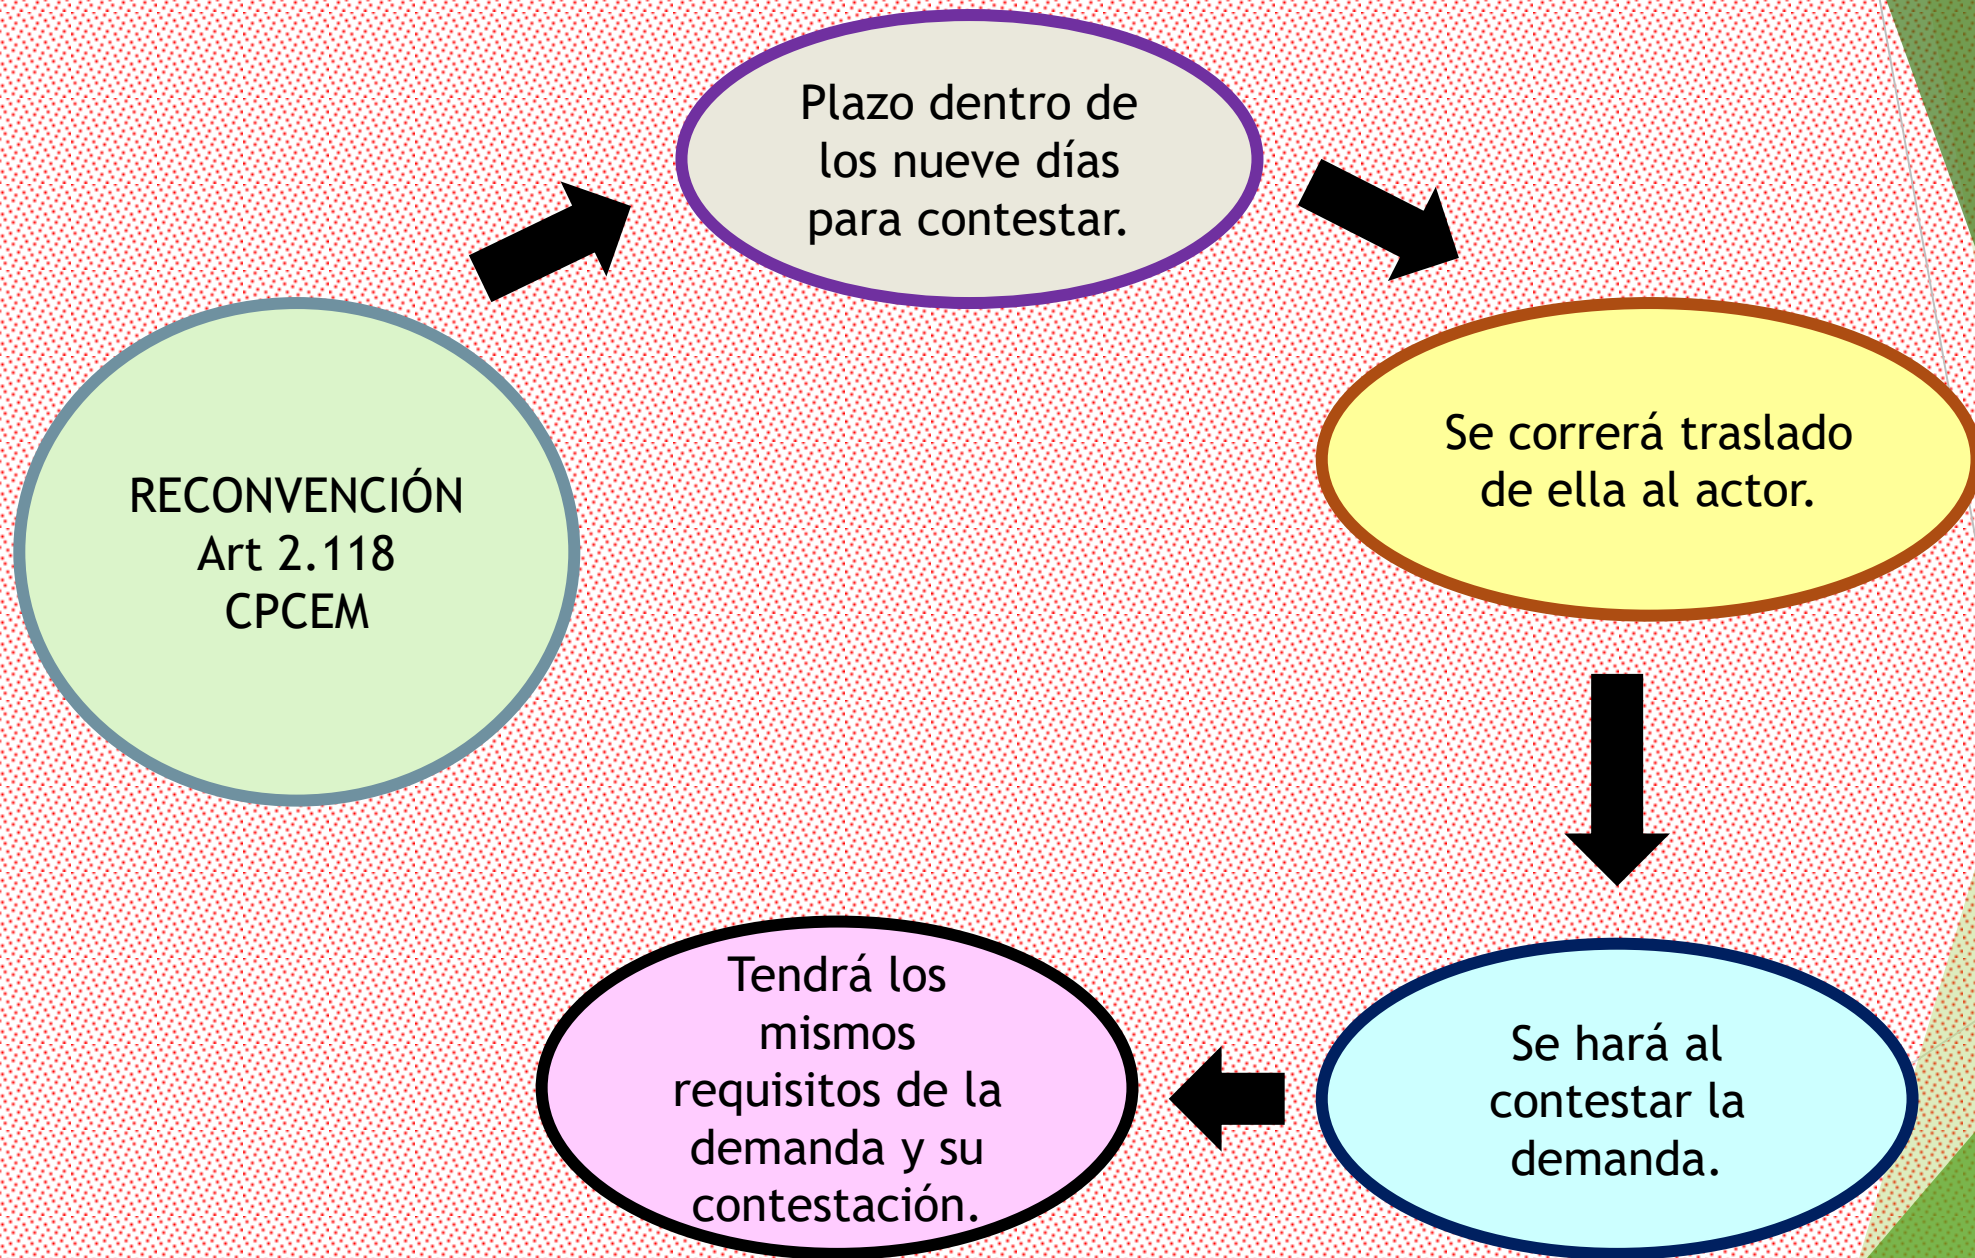 RECONVENCIÓN
Art 2.118
CPCEM
Plazo dentro de
los nueve días
para contestar.
Se correrá traslado
de ella al actor.
Se hará al
contestar la
demanda.
Tendrá los
mismos
requisitos de la
demanda y su
contestación.